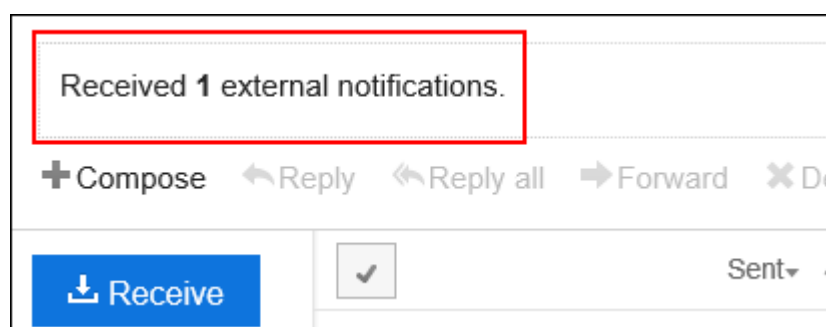 Received 1 external notifications.
Compose Reply Reply all Forward
Receive Sent